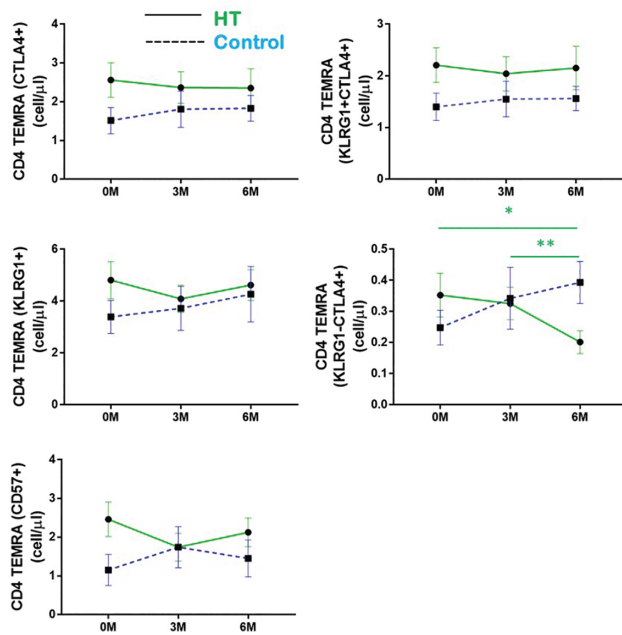 HT
Control
CD4 TEMRA (CTLA4+)
(cell/µl)
4
3
2
1
0
0M 3M 6M
CD4 TEMRA
(KLRG1+CTLA4+)
(cell/µl)
3
2
1
0
0M 3M 6M
CD4 TEMRA (KLRG1+)
(cell/µl)
6
4
2
0
0M 3M 6M
*
**
CD4 TEMRA
(KLRG1-CTLA4+)
(cell/µl)
0.5
0.4
0.3
0.2
0.1
0.0
0M 3M 6M
CD4 TEMRA (CD57+)
(cell/µl)
4
3
2
1
0
0M 3M 6M